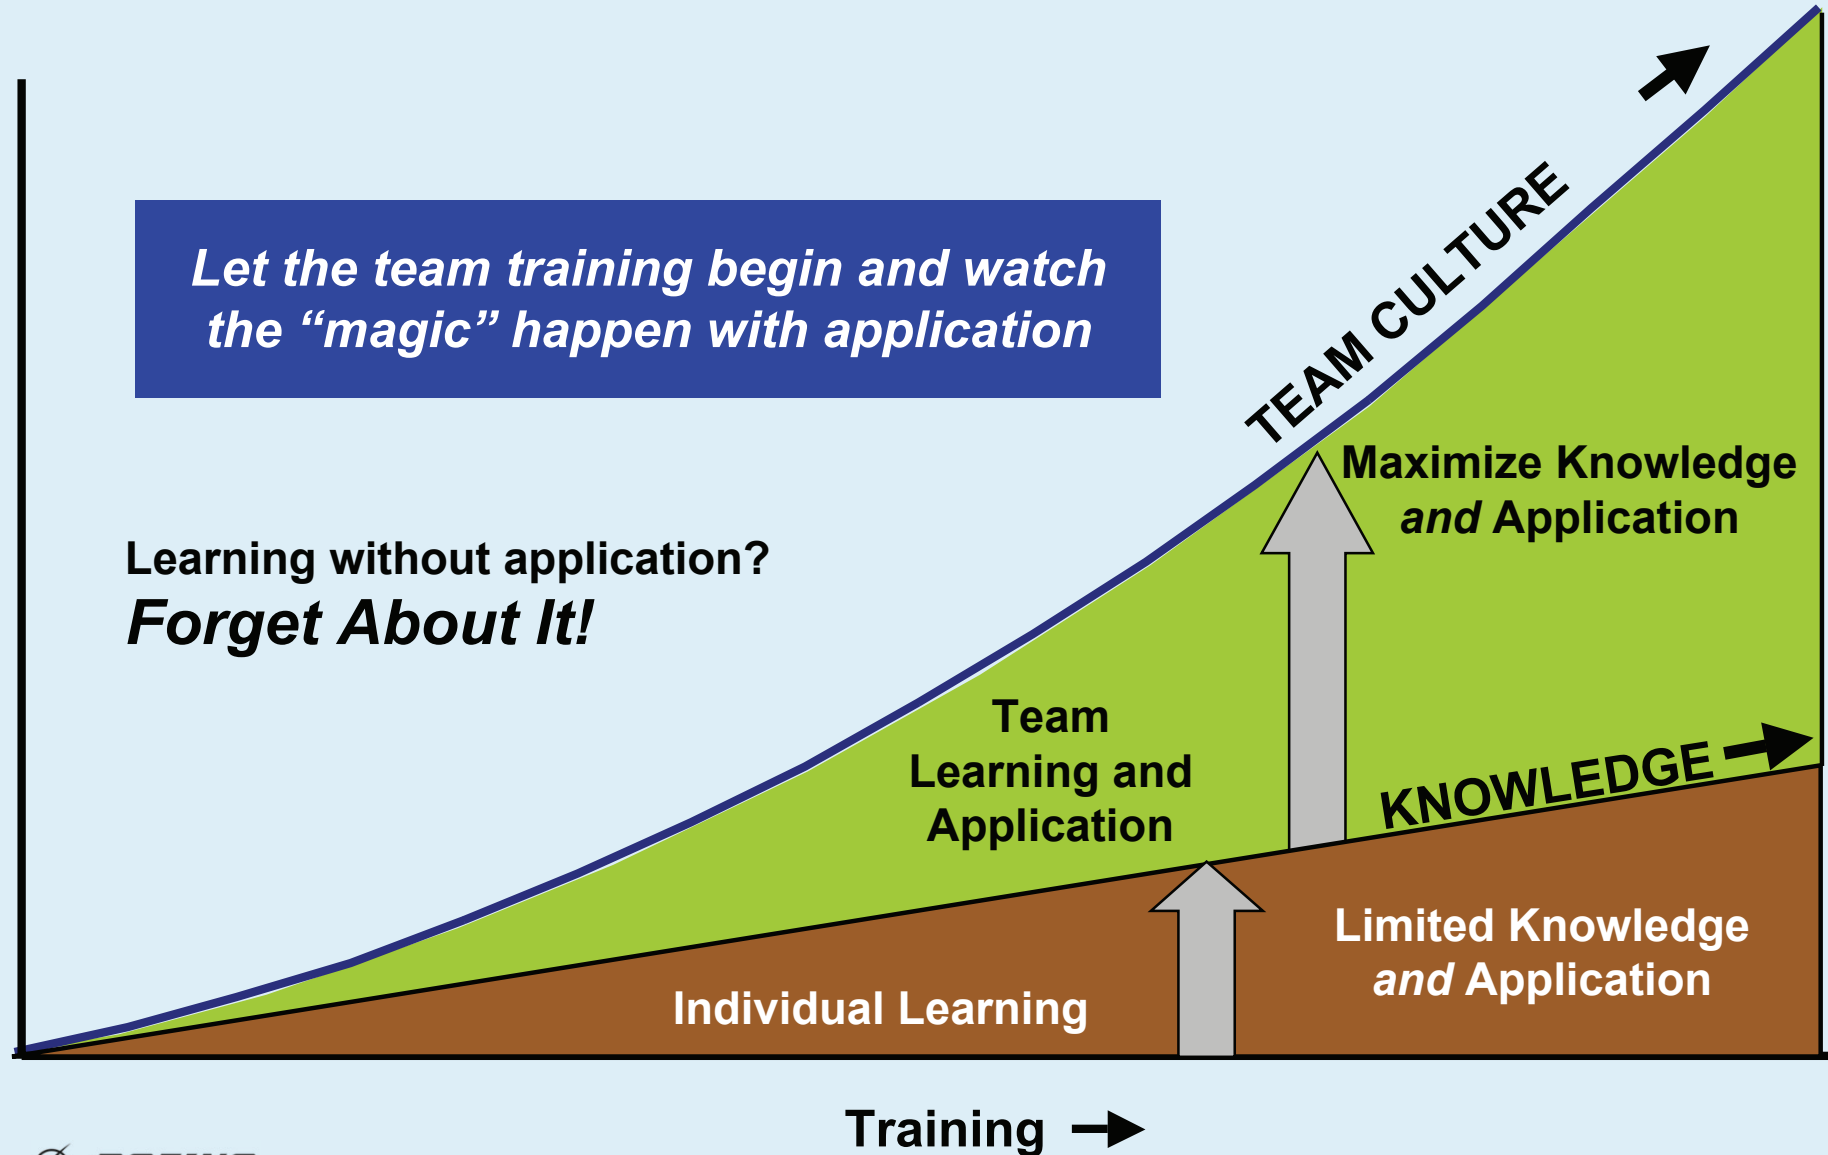 Let the team training begin and watch
the “magic” happen with application
TEAM CULTURE
Maximize Knowledge
and Application
Learning without application?
Forget About It!
Team
Learning and
Application
KNOWLEDGE
Limited Knowledge
and Application
Individual Learning
Training